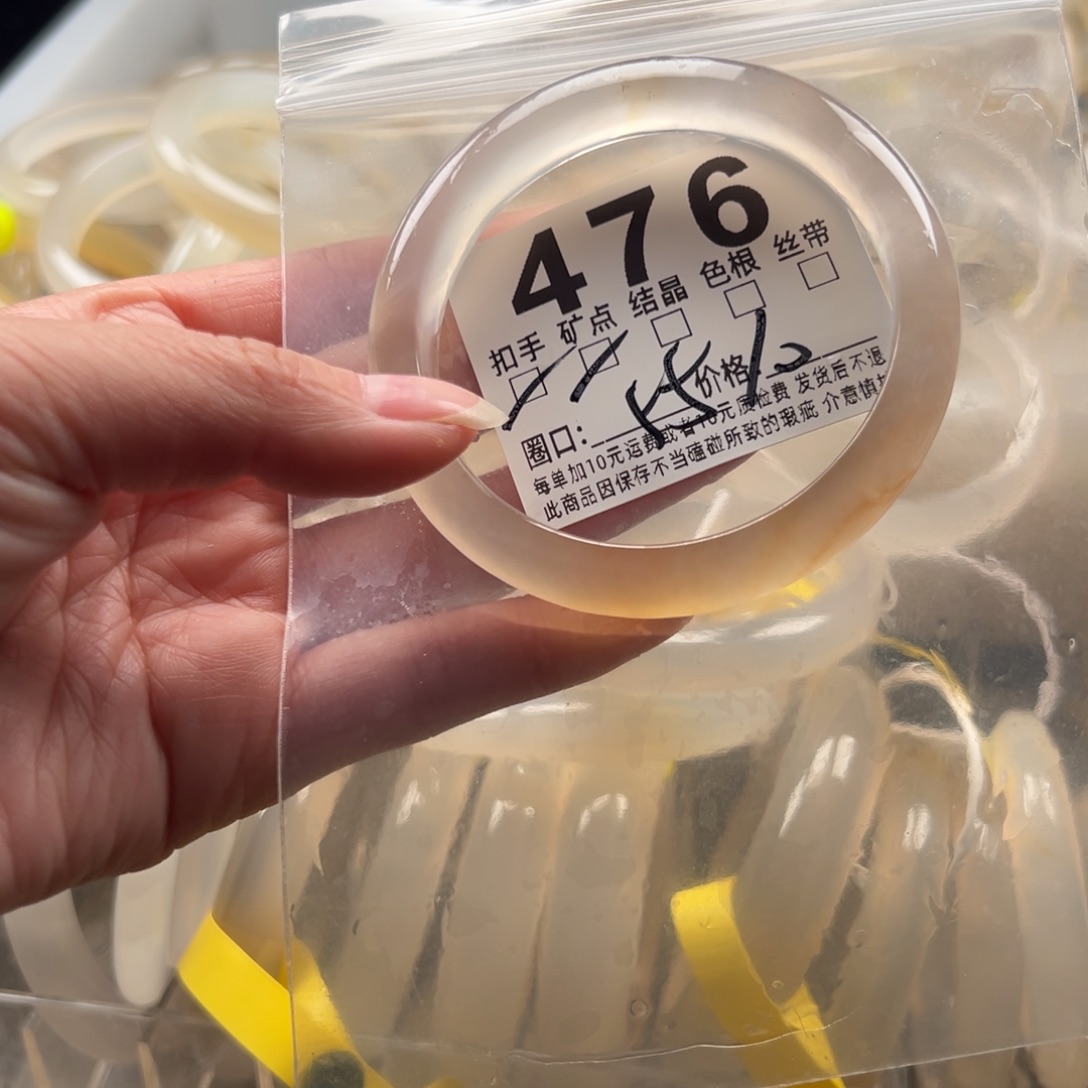 476
扣手 矿点 结晶 色根 丝带
圈口: 价格:
每单加10元运费或者10元质检费 发货后不退
此商品因保存不当磕碰所致的瑕疵 介意慎